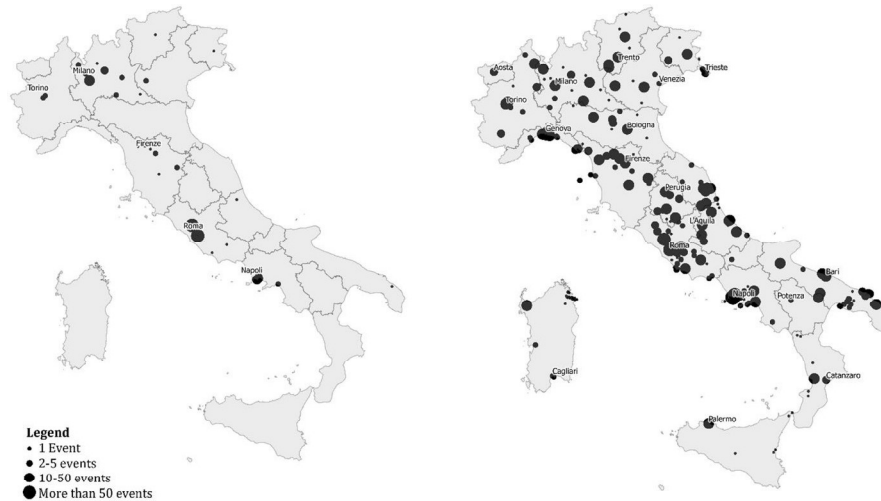 Milano
Torino
Firenze
Roma
Napoli
Legend
1 Event
2-5 events
10-50 events
More than 50 events
Aosta
Trento
Trieste
Milano
Venezia
Torino
Genova
Bologna
Firenze
Perugia
L'Aquila
Roma
Bari
Napoli
Potenza
Cagliari
Catanzaro
Palermo